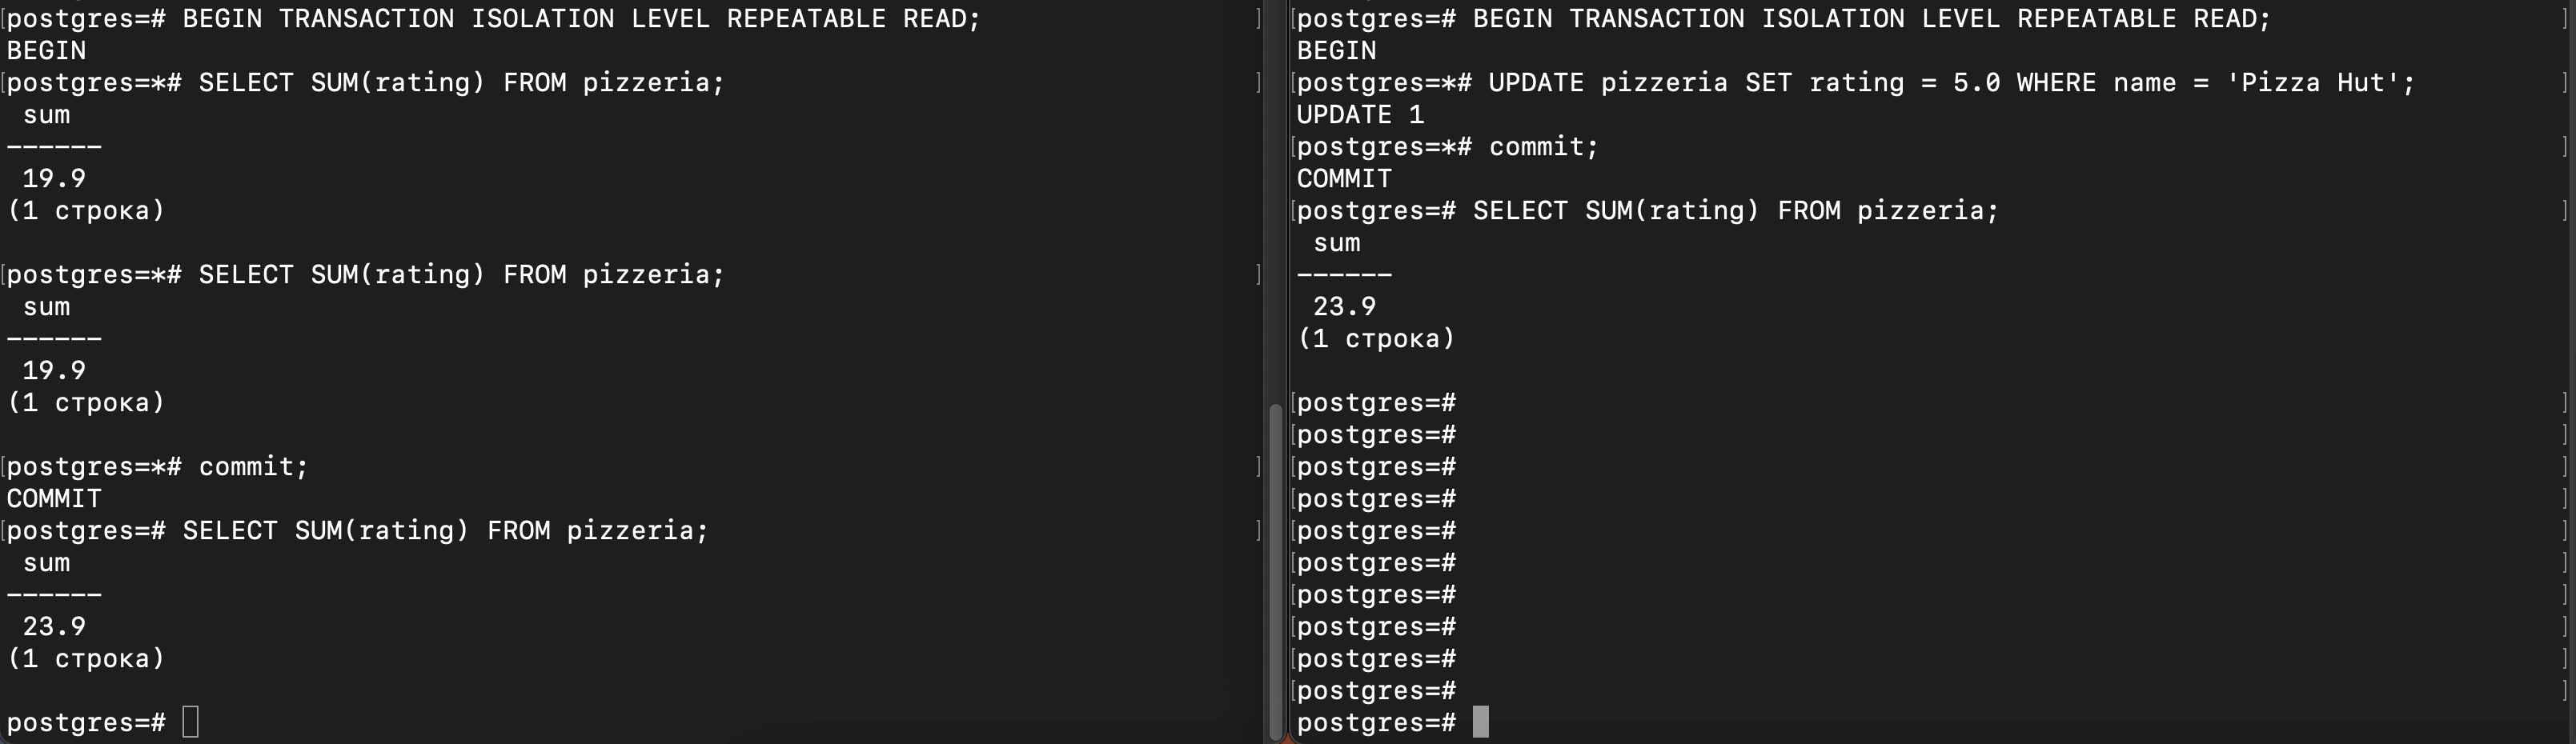 [postgres=# BEGIN TRANSACTION ISOLATION LEVEL REPEATABLE READ; ]
BEGIN
[postgres=*# SELECT SUM(rating) FROM pizzeria; ]
 sum
------
 19.9
(1 строка)
[postgres=*# SELECT SUM(rating) FROM pizzeria; ]
 sum
------
 19.9
(1 строка)
[postgres=*# commit; ]
COMMIT
[postgres=# SELECT SUM(rating) FROM pizzeria; ]
 sum
------
 23.9
(1 строка)
postgres=#
[postgres=# BEGIN TRANSACTION ISOLATION LEVEL REPEATABLE READ; ]
BEGIN
[postgres=*# UPDATE pizzeria SET rating = 5.0 WHERE name = 'Pizza Hut'; ]
UPDATE 1
[postgres=*# commit; ]
COMMIT
[postgres=# SELECT SUM(rating) FROM pizzeria; ]
 sum
------
 23.9
(1 строка)
[postgres=# ]
[postgres=# ]
[postgres=# ]
[postgres=# ]
[postgres=# ]
[postgres=# ]
[postgres=# ]
[postgres=# ]
[postgres=# ]
[postgres=# ]
postgres=#